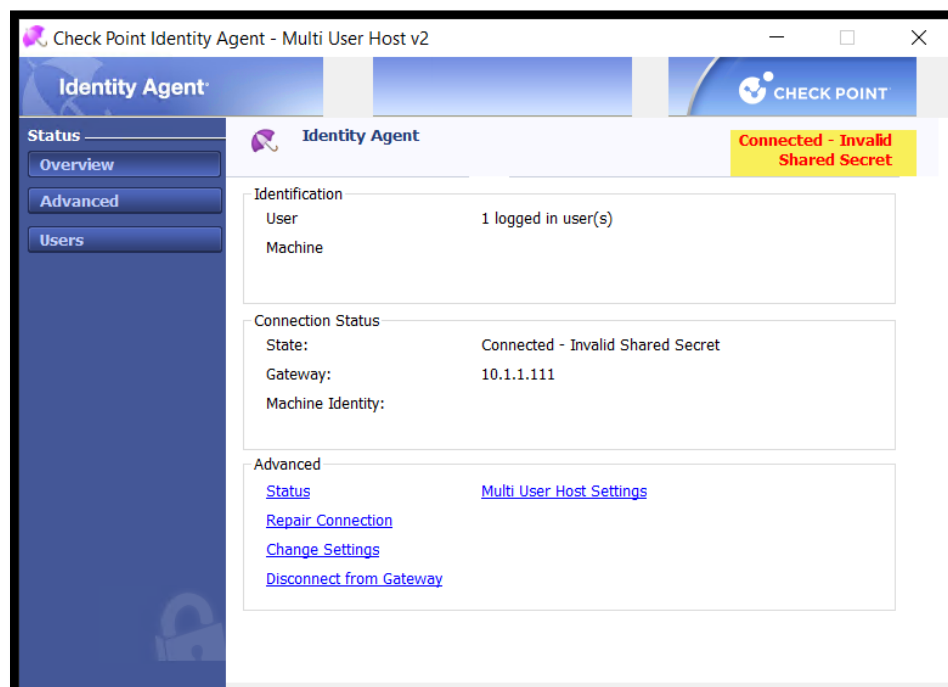 Check Point Identity Agent - Multi User Host v2
Identity Agent
CHECK POINT
Status
Overview
Advanced
Users
Identity Agent
Connected - Invalid
Shared Secret
Identification
User 1 logged in user(s)
Machine
Connection Status
State: Connected - Invalid Shared Secret
Gateway: 10.1.1.111
Machine Identity:
Advanced
Status Multi User Host Settings
Repair Connection
Change Settings
Disconnect from Gateway